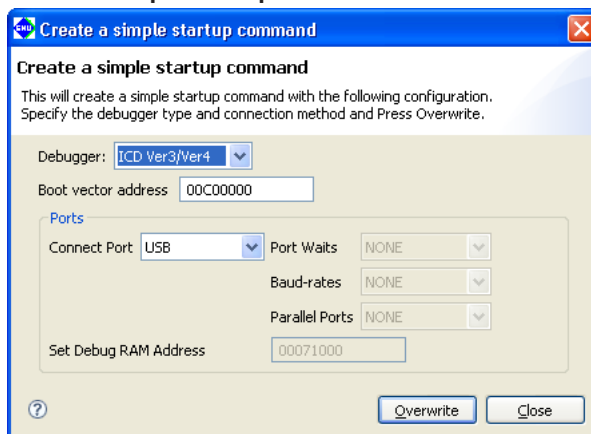 GNU Create a simple startup command
Create a simple startup command
This will create a simple startup command with the following configuration.
Specify the debugger type and connection method and Press Overwrite.
Debugger: ICD Ver3/Ver4
Boot vector address 00C00000
Ports
Connect Port USB Port Waits NONE
Baud-rates NONE
Parallel Ports NONE
Set Debug RAM Address 00071000
? Overwrite Close